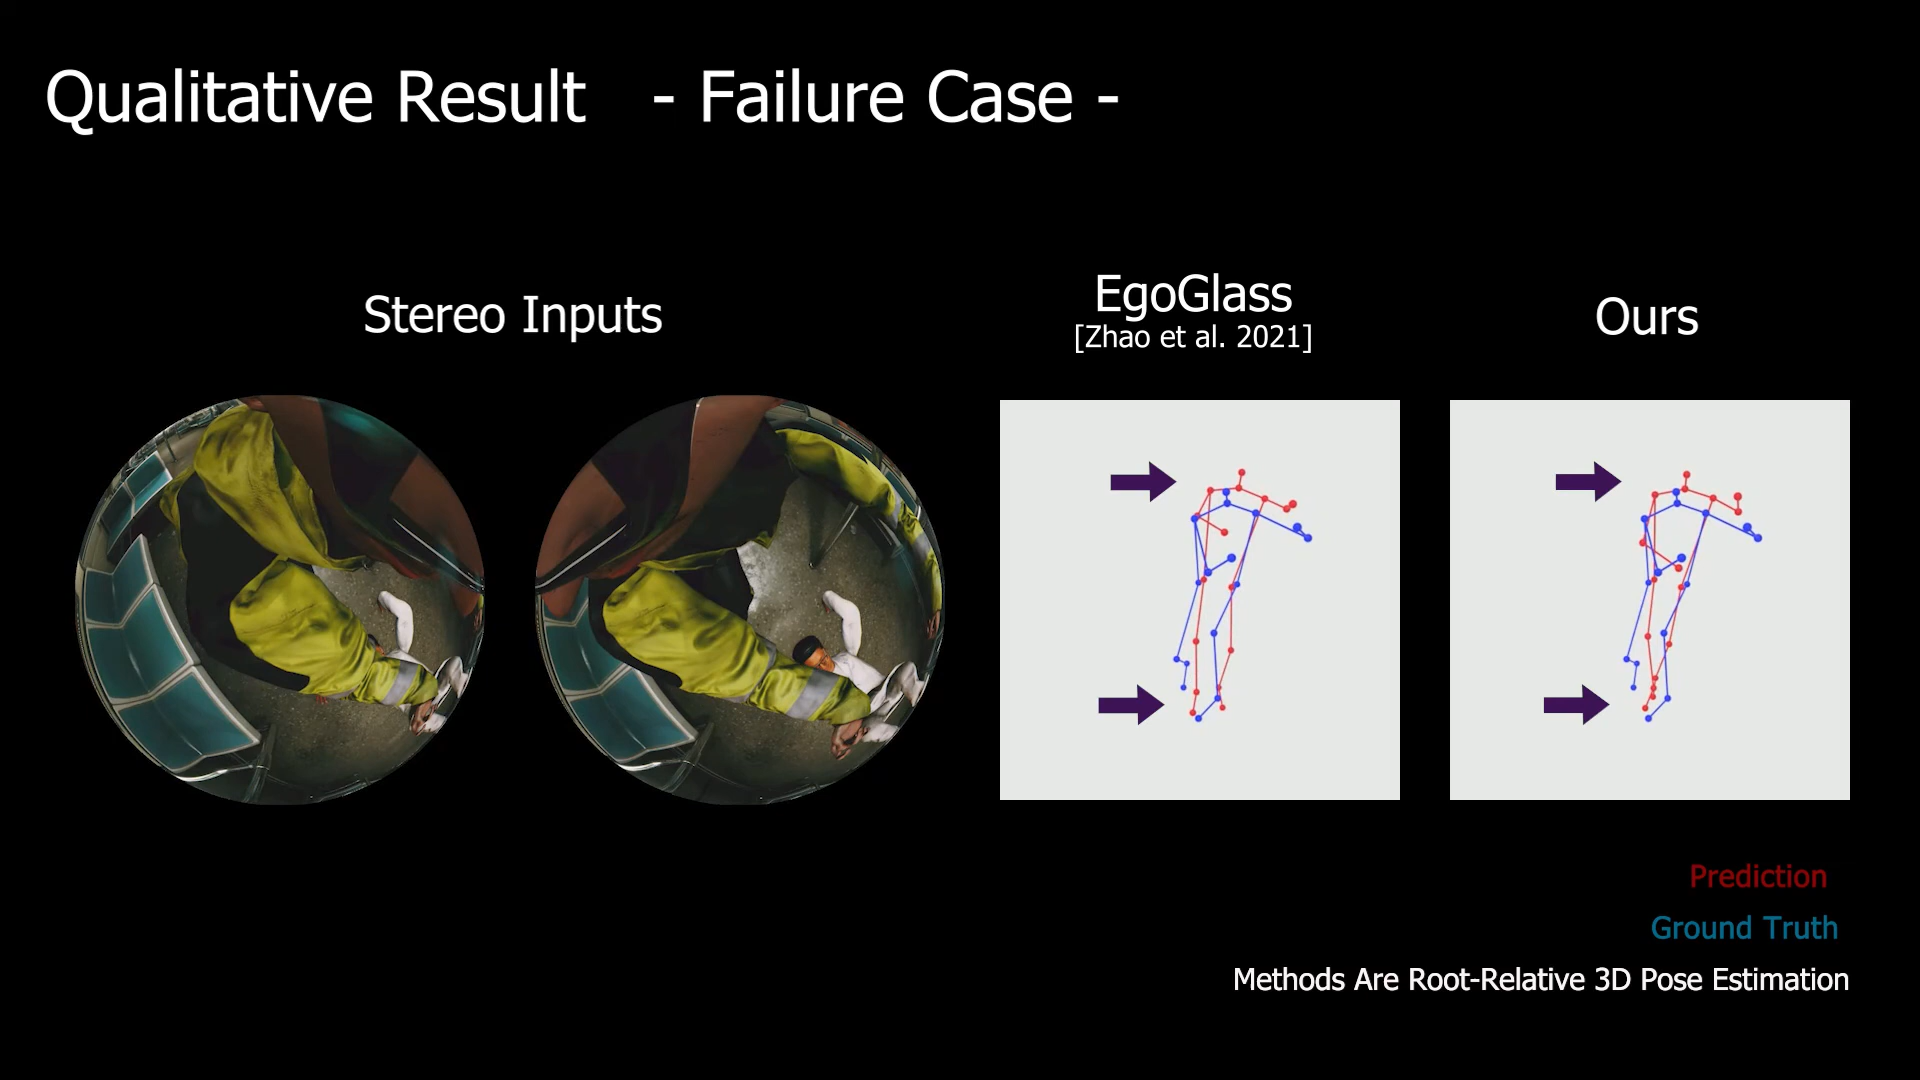 Qualitative Result - Failure Case -
Stereo Inputs
EgoGlass
[Zhao et al. 2021]
Ours
Prediction
Ground Truth
Methods Are Root-Relative 3D Pose Estimation